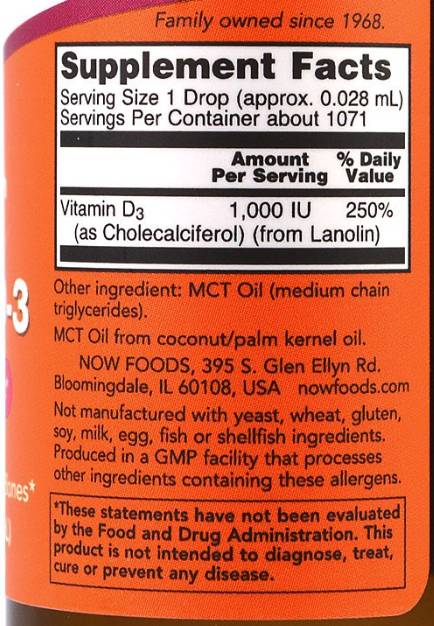 Family owned since 1968.
Supplement Facts
Serving Size 1 Drop (approx. 0.028 mL)
Servings Per Container about 1071
Amount Per Serving % Daily Value
Vitamin D3 1,000 IU 250%
(as Cholecalciferol) (from Lanolin)
Other ingredient: MCT Oil (medium chain
triglycerides).
-3
MCT Oil from coconut/palm kernel oil.
NOW FOODS, 395 S. Glen Ellyn Rd.
Bloomingdale, IL 60108, USA nowfoods.com
Not manufactured with yeast, wheat, gluten,
soy, milk, egg, fish or shellfish ingredients.
Produced in a GMP facility that processes
other ingredients containing these allergens.
*These statements have not been evaluated
by the Food and Drug Administration. This
product is not intended to diagnose, treat,
cure or prevent any disease.